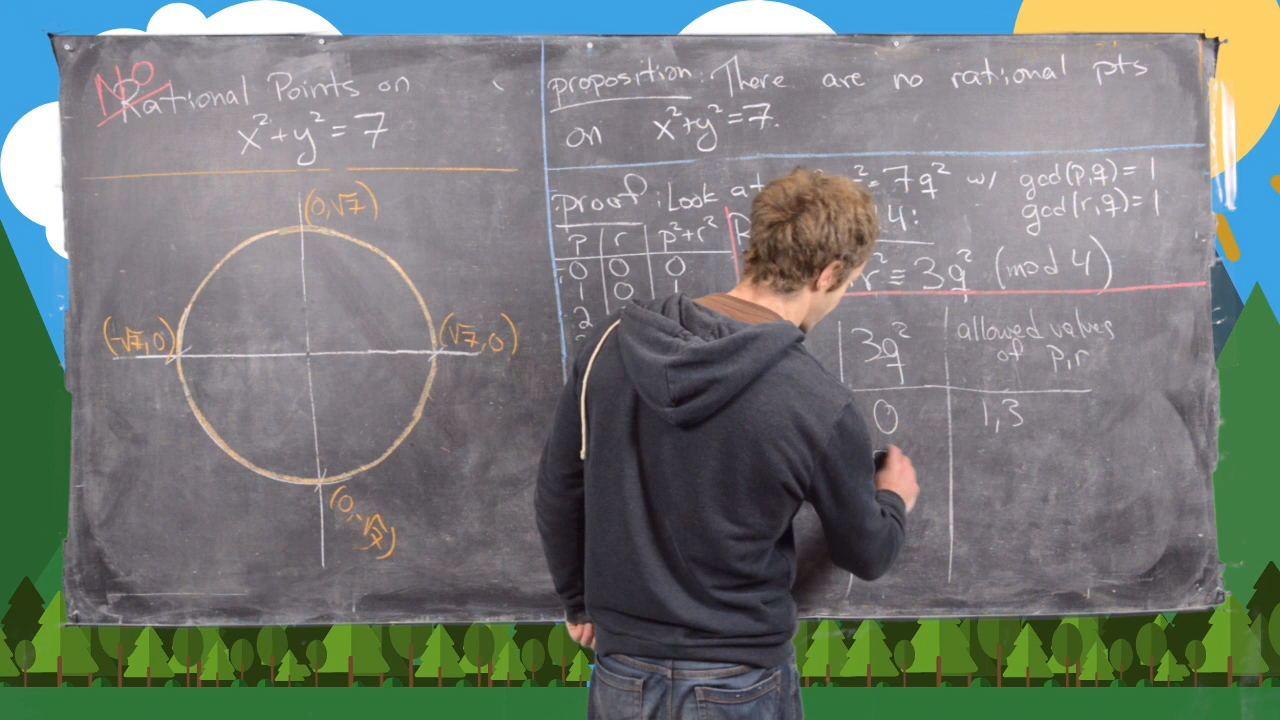 NO
Rational Points on
x²+y²=7
(0,√7)
(-√7,0)
(√7,0)
(0,-√7)
proposition: There are no rational pts
on x²+y²=7.
Proof: Look at ²=7q² w/ gcd(p,q)=1
gcd(r,q)=1
4:
r²≡3q² (mod 4)
p r p²+r²
0 0 0
1 0 1
2
3q² allowed values
of p,r
0 1,3